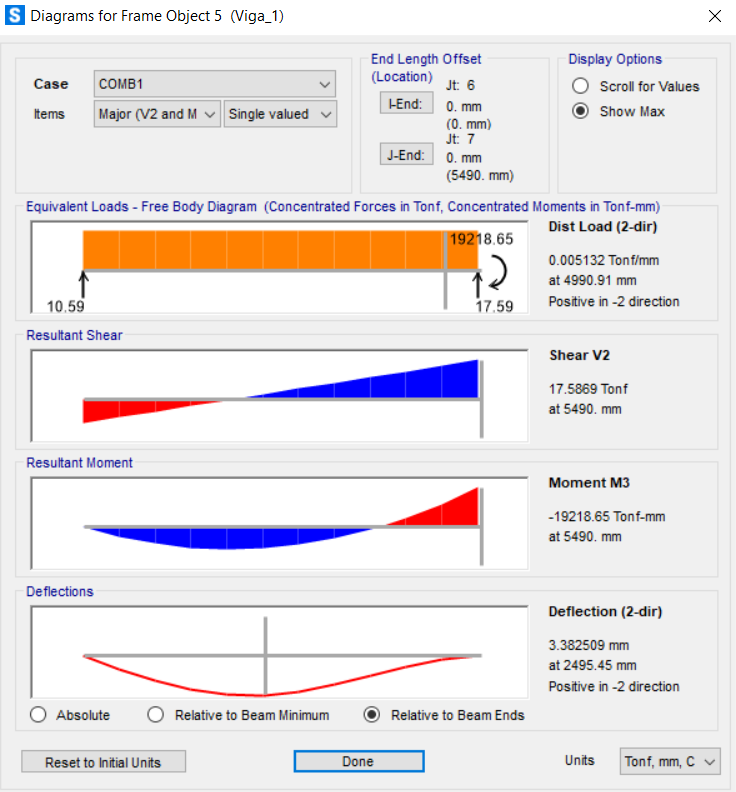 S Diagrams for Frame Object 5 (Viga_1)
Case
COMB1
Items
Major (V2 and M
Single valued
End Length Offset
(Location)
I-End:
Jt: 6
0. mm
(0. mm)
J-End:
Jt: 7
0. mm
(5490. mm)
Display Options
Scroll for Values
Show Max
Equivalent Loads - Free Body Diagram (Concentrated Forces in Tonf, Concentrated Moments in Tonf-mm)
19218.65
10.59
17.59
Dist Load (2-dir)
0.005132 Tonf/mm
at 4990.91 mm
Positive in -2 direction
Resultant Shear
Shear V2
17.5869 Tonf
at 5490. mm
Resultant Moment
Moment M3
-19218.65 Tonf-mm
at 5490. mm
Deflections
Deflection (2-dir)
3.382509 mm
at 2495.45 mm
Positive in -2 direction
Absolute
Relative to Beam Minimum
Relative to Beam Ends
Reset to Initial Units
Done
Units
Tonf, mm, C